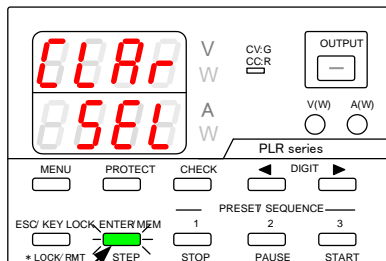 CLAr V CV:G OUTPUT
W CC:R
SEL A V(W) A(W)
W
PLR series
MENU PROTECT CHECK ◀ DIGIT ▶
PRESET/ SEQUENCE
ESC/ KEY LOCK ENTER/MEM 1 2 3
* LOCK/ RMT STEP STOP PAUSE START